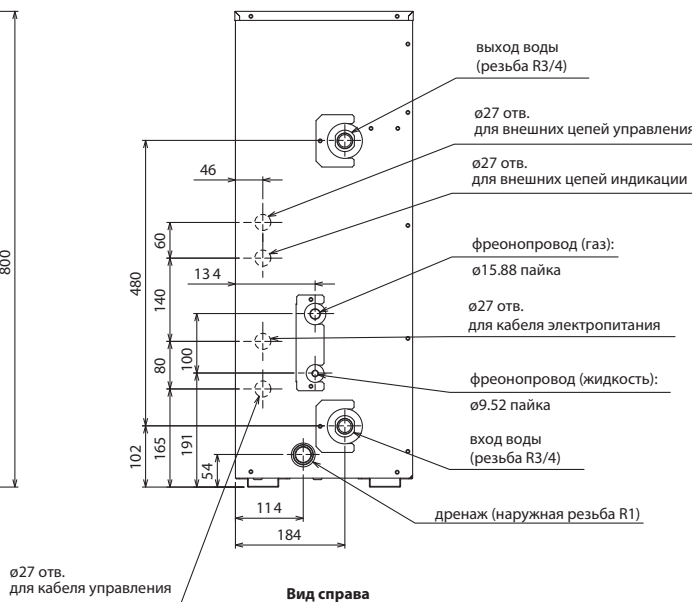 выход воды
(резьба R3/4)
ø27 отв.
для внешних цепей управления
ø27 отв.
для внешних цепей индикации
46
60
134
480
800
фреонопровод (газ):
ø15.88 пайка
140
ø27 отв.
для кабеля электропитания
100
80
фреонопровод (жидкость):
ø9.52 пайка
вход воды
(резьба R3/4)
102
165
191
54
114
184
дренаж (наружная резьба R1)
ø27 отв.
для кабеля управления
Вид справа